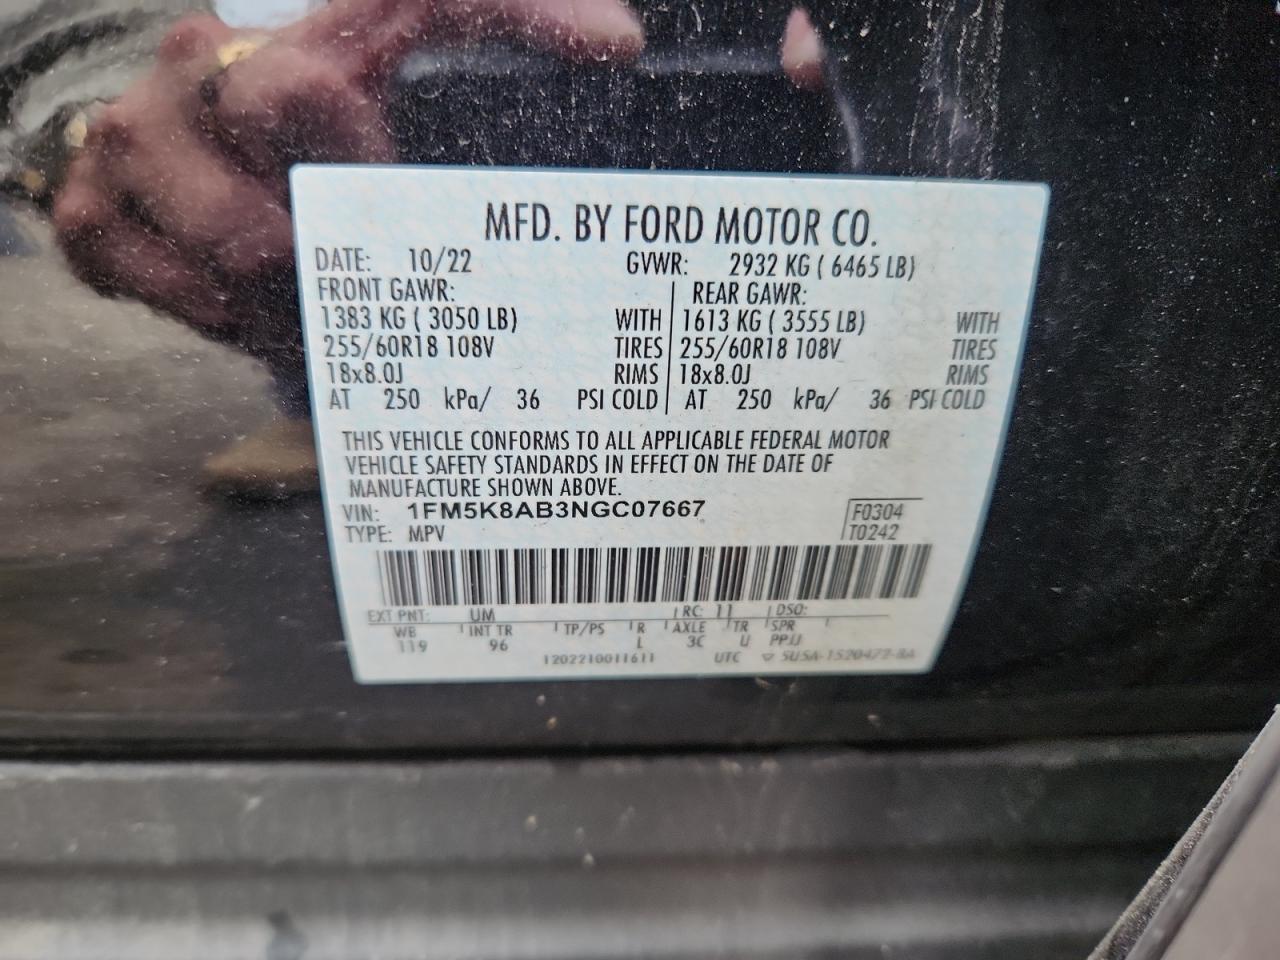 MFD. BY FORD MOTOR CO.
DATE: 10/22 GVWR: 2932 KG ( 6465 LB)
FRONT GAWR: REAR GAWR:
1383 KG ( 3050 LB) WITH 1613 KG ( 3555 LB) WITH
255/60R18 108V TIRES 255/60R18 108V TIRES
18x8.0J RIMS 18x8.0J RIMS
AT 250 kPa/ 36 PSI COLD AT 250 kPa/ 36 PSI COLD
THIS VEHICLE CONFORMS TO ALL APPLICABLE FEDERAL MOTOR
VEHICLE SAFETY STANDARDS IN EFFECT ON THE DATE OF
MANUFACTURE SHOWN ABOVE.
VIN: 1FM5K8AB3NGC07667 F0304
TYPE: MPV T0242
EXT PNT: UM RC: 11 DSO:
WB INT TR TP/PS R AXLE TR SPR
119 96 L 3C U PPJJ
1202210011611 UTC ▽ 5USA-1520472-8A